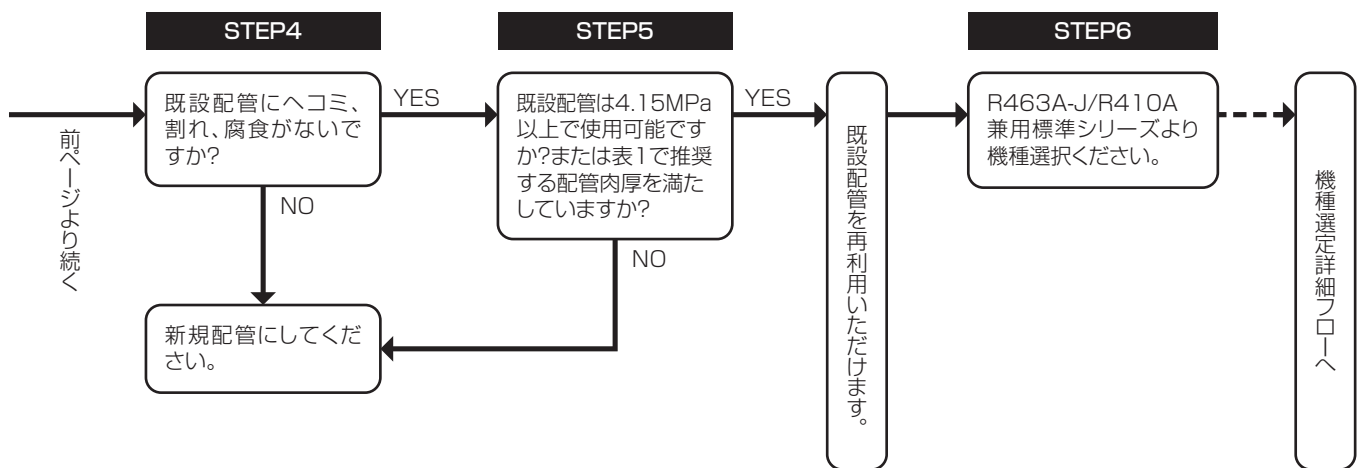 STEP4
STEP5
STEP6
前ページより続く
既設配管にヘコミ、
割れ、腐食がないで
すか?
YES
NO
既設配管は4.15MPa
以上で使用可能です
か?または表1で推奨
する配管肉厚を満た
していますか?
YES
NO
新規配管にしてくだ
さい。
既設配管を再利用いただけます。
R463A-J/R410A
兼用標準シリーズより
機種選択ください。
機種選定詳細フローへ